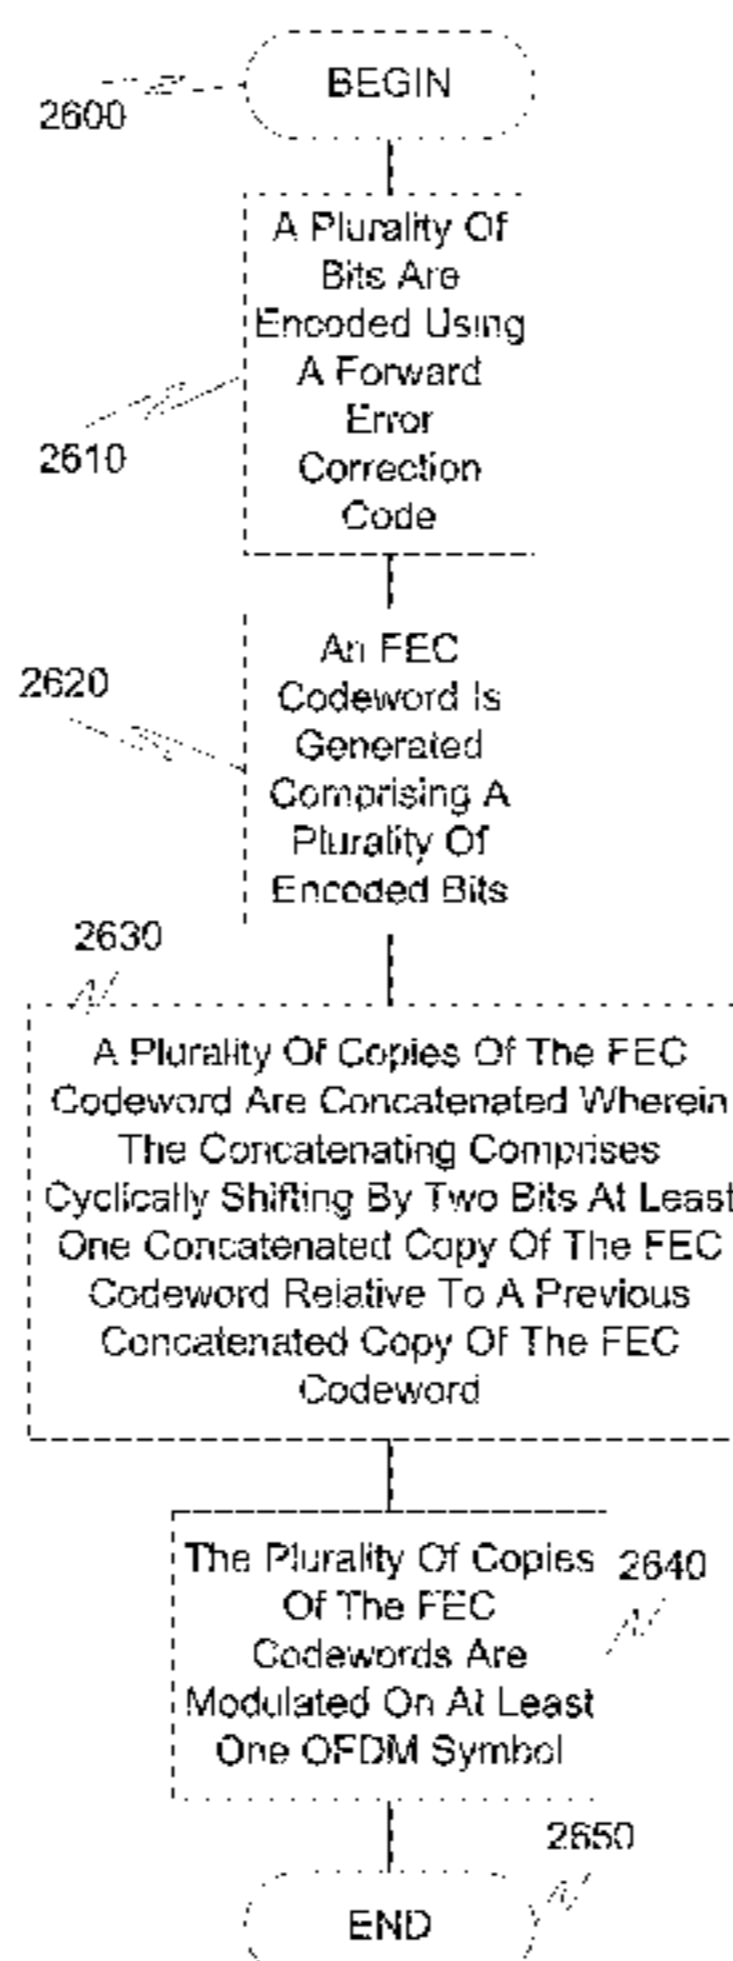 BEGIN
2600
A Plurality Of
Bits Are
Encoded Using
A Forward
Error
Correction
Code
2610
An FEC
Codeword Is
Generated
Comprising A
Plurality Of
Encoded Bits
2620
2630
A Plurality Of Copies Of The FEC
Codeword Are Concatenated Wherein
The Concatenating Comprises
Cyclically Shifting By Two Bits At Least
One Concatenated Copy Of The FEC
Codeword Relative To A Previous
Concatenated Copy Of The FEC
Codeword
The Plurality Of Copies
Of The FEC
Codewords Are
Modulated On At Least
One OFDM Symbol
2640
2650
END